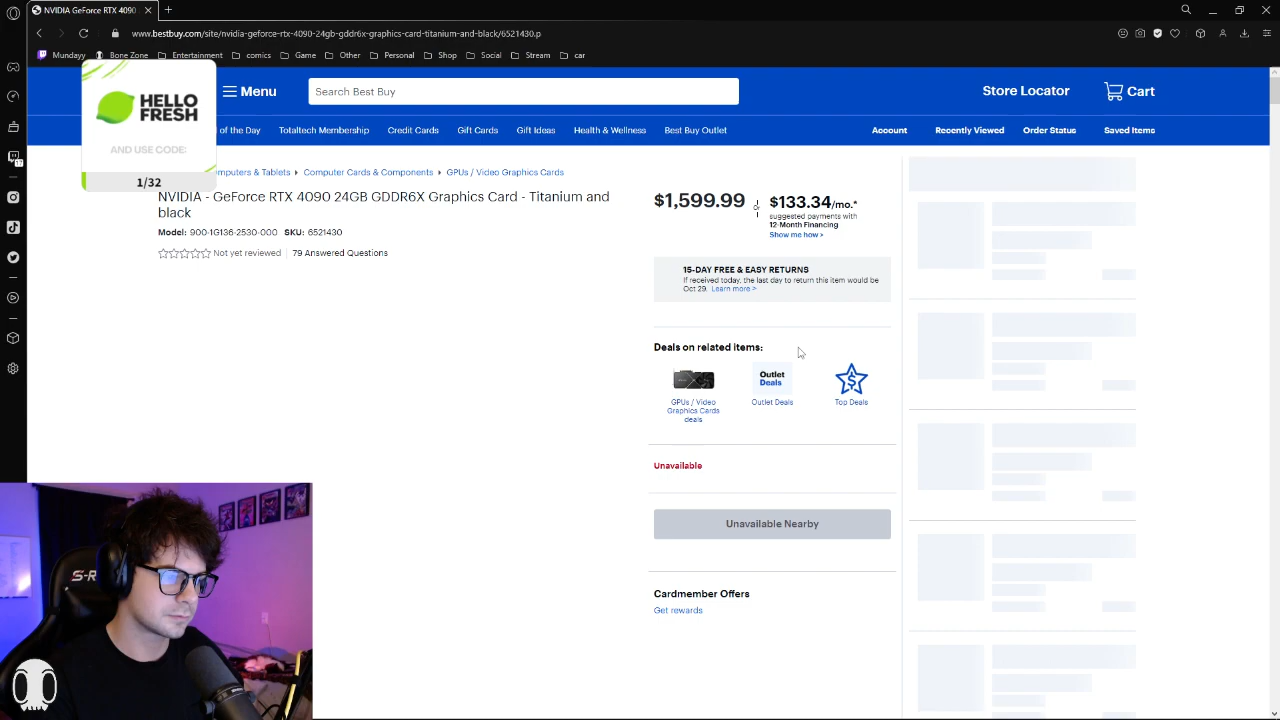 NVIDIA GeForce RTX 4090
www.bestbuy.com/site/nvidia-geforce-rtx-4090-24gb-gddr6x-graphics-card-titanium-and-black/6521430.p
Mundayy Bone Zone Entertainment comics Game Other Personal Shop Social Stream car
HELLO
FRESH
AND USE CODE:
1/32
Menu
Search Best Buy
Store Locator
Cart
of the Day Totaltech Membership Credit Cards Gift Cards Gift Ideas Health & Wellness Best Buy Outlet
Account Recently Viewed Order Status Saved Items
mputers & Tablets Computer Cards & Components GPUs / Video Graphics Cards
NVIDIA - GeForce RTX 4090 24GB GDDR6X Graphics Card - Titanium and
black
Model: 900-1G136-2530-000 SKU: 6521430
Not yet reviewed 79 Answered Questions
$1,599.99
or
$133.34/mo.*
suggested payments with
12-Month Financing
Show me how >
15-DAY FREE & EASY RETURNS
If received today, the last day to return this item would be
Oct 29. Learn more >
Deals on related items:
GPUs / Video
Graphics Cards
deals
Outlet
Deals
Outlet Deals
Top Deals
Unavailable
Unavailable Nearby
Cardmember Offers
Get rewards
S-R